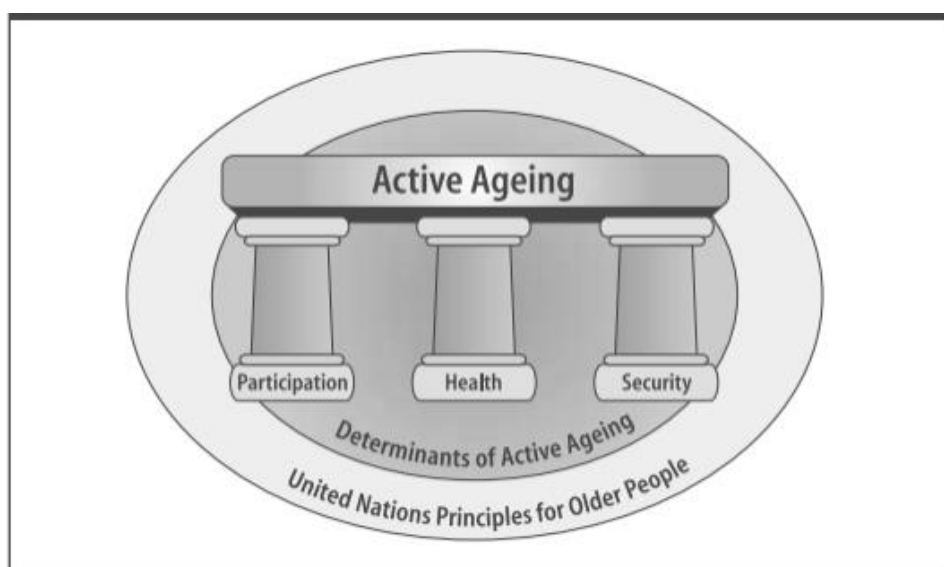 Active Ageing
Participation
Health
Security
Determinants of Active Ageing
United Nations Principles for Older People